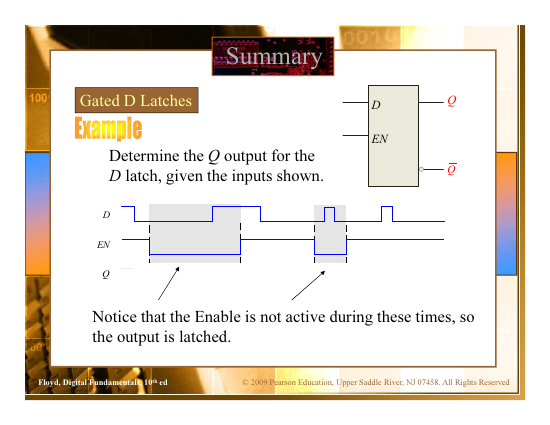 Summary
Gated D Latches
Example
Determine the Q output for the
D latch, given the inputs shown.
D
EN
Q
Q
D
EN
Q
Notice that the Enable is not active during these times, so
the output is latched.
Floyd, Digital Fundamentals, 10th ed
© 2009 Pearson Education, Upper Saddle River, NJ 07458. All Rights Reserved